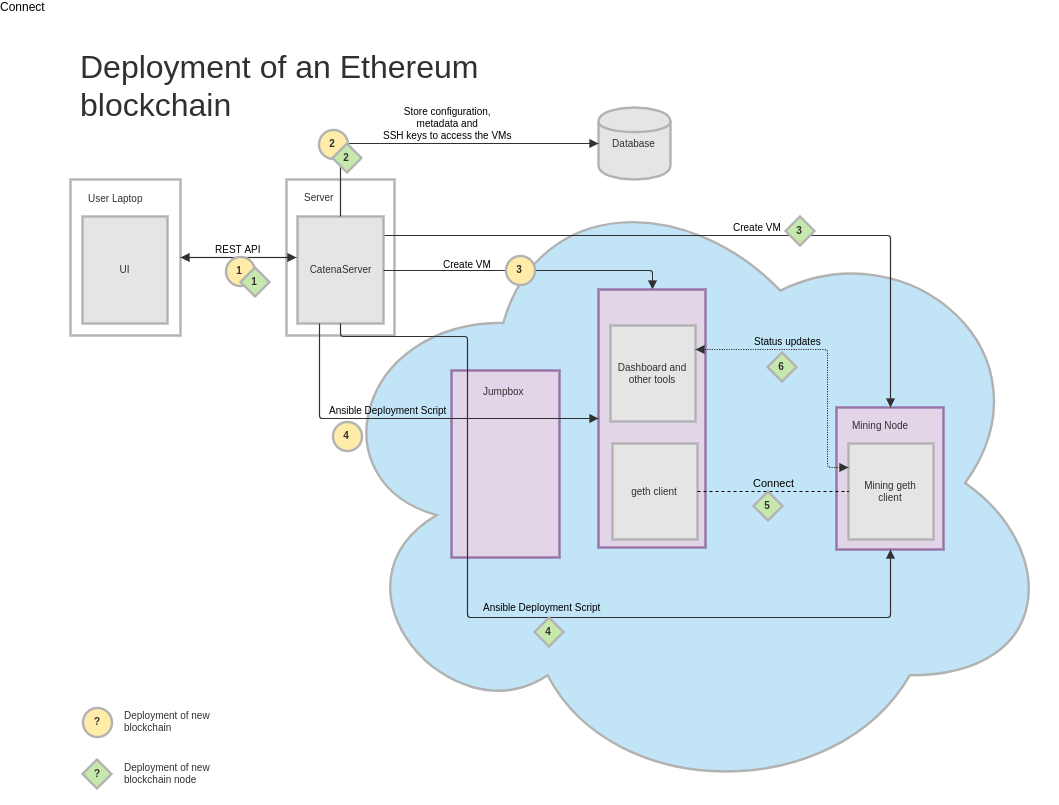 Connect
Deployment of an Ethereum
blockchain
Store configuration,
metadata and
SSH keys to access the VMs
2
2
Database
User Laptop
UI
REST API
1
1
Server
CatenaServer
Create VM
3
Create VM
3
Dashboard and
other tools
Status updates
6
Jumpbox
Ansible Deployment Script
4
geth client
Connect
5
Mining Node
Mining geth
client
Ansible Deployment Script
4
?
Deployment of new
blockchain
?
Deployment of new
blockchain node